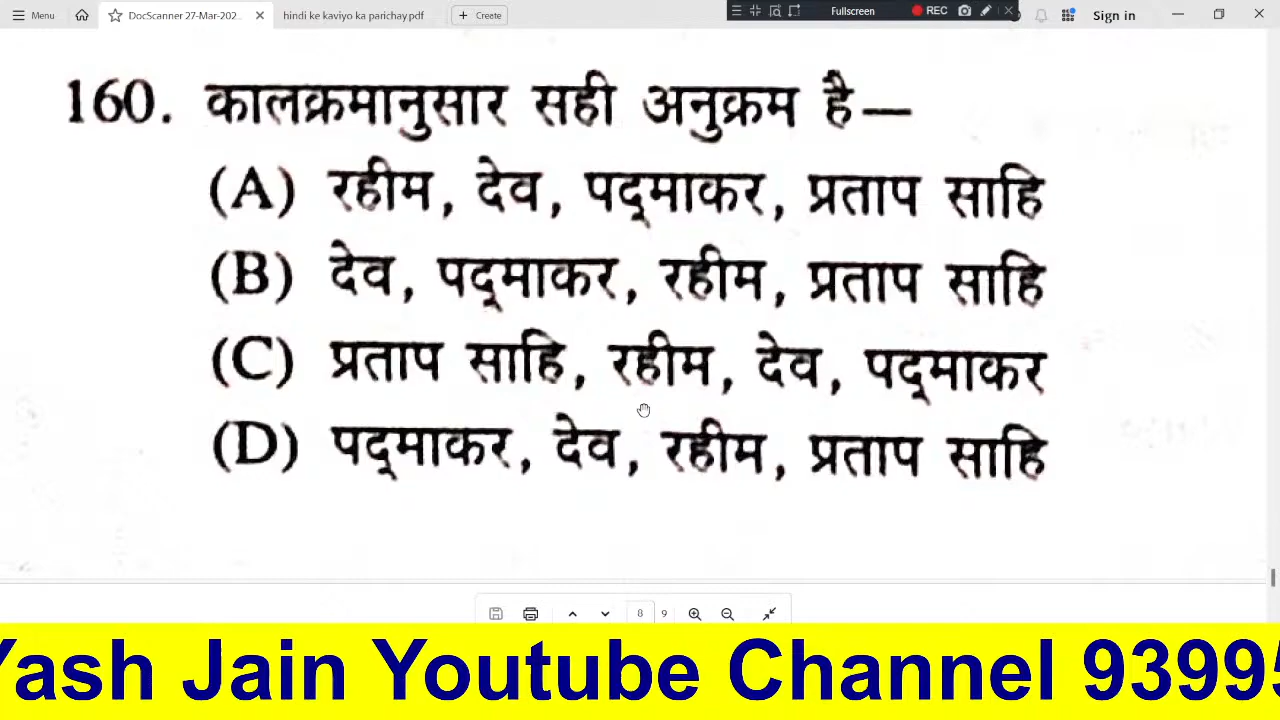 Menu DocScanner 27-Mar-202... hindi ke kaviyo ka parichay.pdf + Create Fullscreen REC Sign in
160. कालक्रमानुसार सही अनुक्रम है—
(A) रहीम, देव, पद्माकर, प्रताप साहि
(B) देव, पद्माकर, रहीम, प्रताप साहि
(C) प्रताप साहि, रहीम, देव, पद्माकर
(D) पद्माकर, देव, रहीम, प्रताप साहि
8 9
Yash Jain Youtube Channel 93995